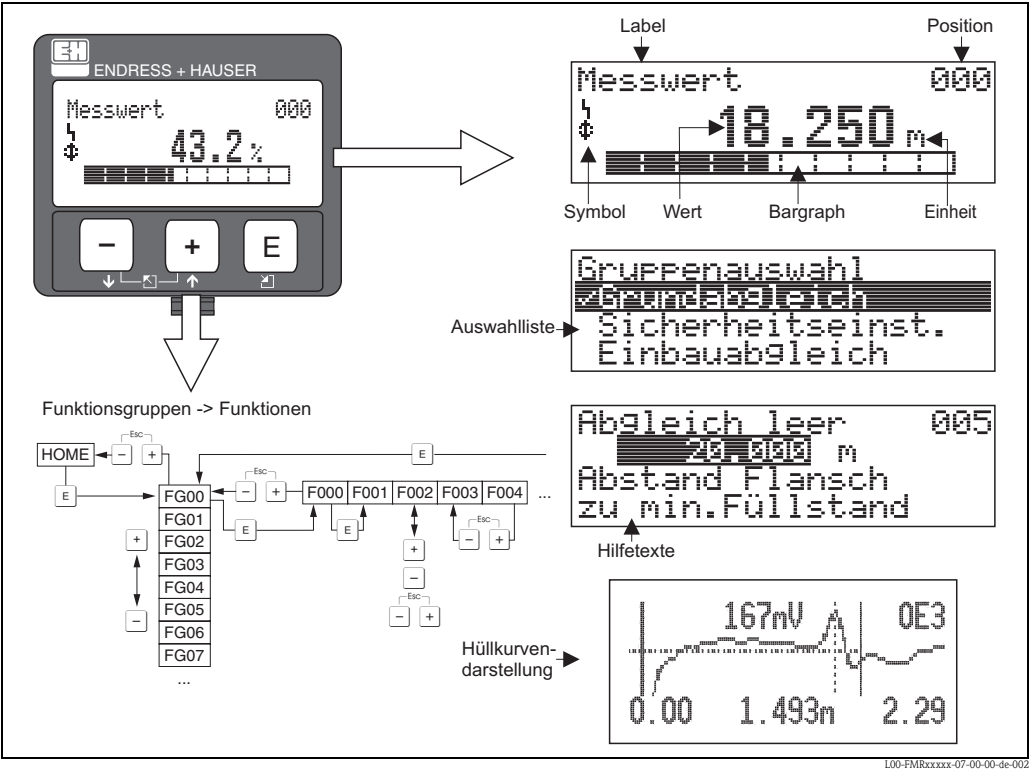 ENDRESS + HAUSER
Messwert 000
43.2 %
− + E
Label Position
Messwert 000
18.250 m
Symbol Wert Bargraph Einheit
Gruppenauswahl
✓Grundabgleich
Sicherheitseinst.
Einbauabgleich
Auswahlliste
Abgleich leer 005
20.000 m
Abstand Flansch
zu min.Füllstand
Hilfetexte
167mV 0E3
0.00 1.493m 2.29
Hüllkurven-
darstellung
Funktionsgruppen -> Funktionen
Esc
HOME − +
E
E
FG00
FG01
FG02
FG03
FG04
FG05
FG06
FG07
...
+
−
Esc
− +
E
F000 F001 F002 F003 F004 ...
E
+
−
Esc
− +
Esc
− +
L00-FMRxxxxx-07-00-00-de-002